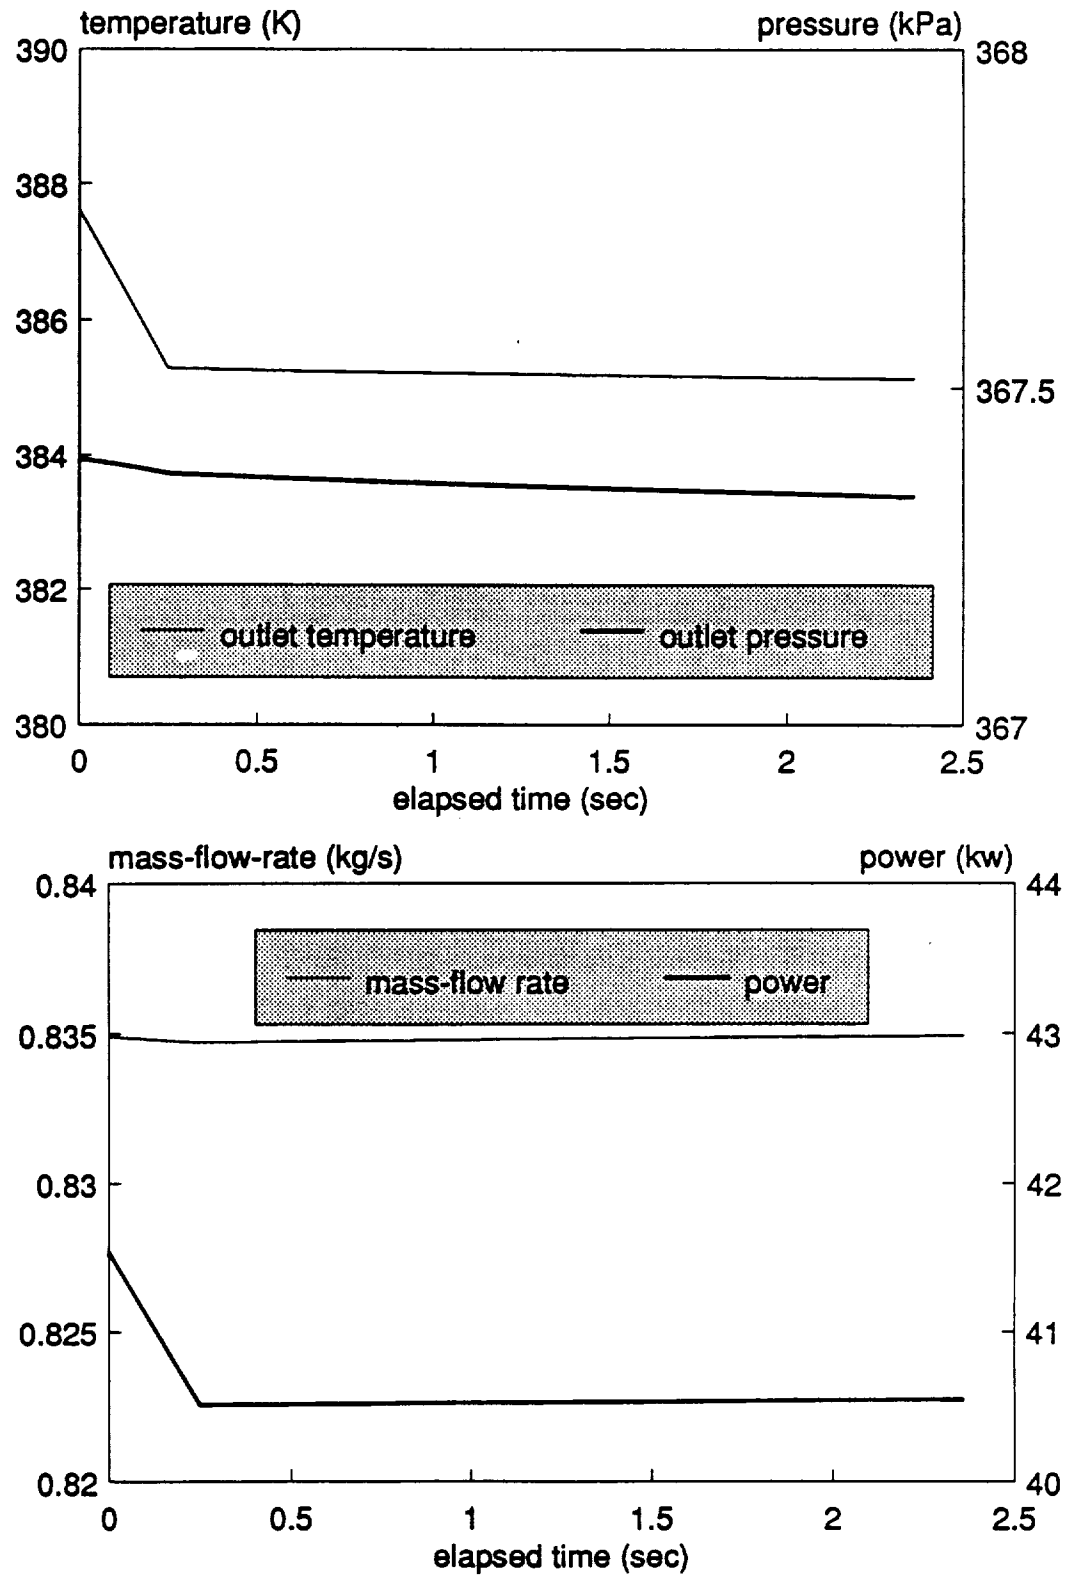 temperature (K) pressure (kPa)
390 368
388
386
367.5
384
382
outlet temperature outlet pressure
380 367
0 0.5 1 1.5 2 2.5
elapsed time (sec)
mass-flow-rate (kg/s) power (kw)
0.84 44
mass-flow rate power
0.835 43
0.83 42
0.825 41
0.82 40
0 0.5 1 1.5 2 2.5
elapsed time (sec)